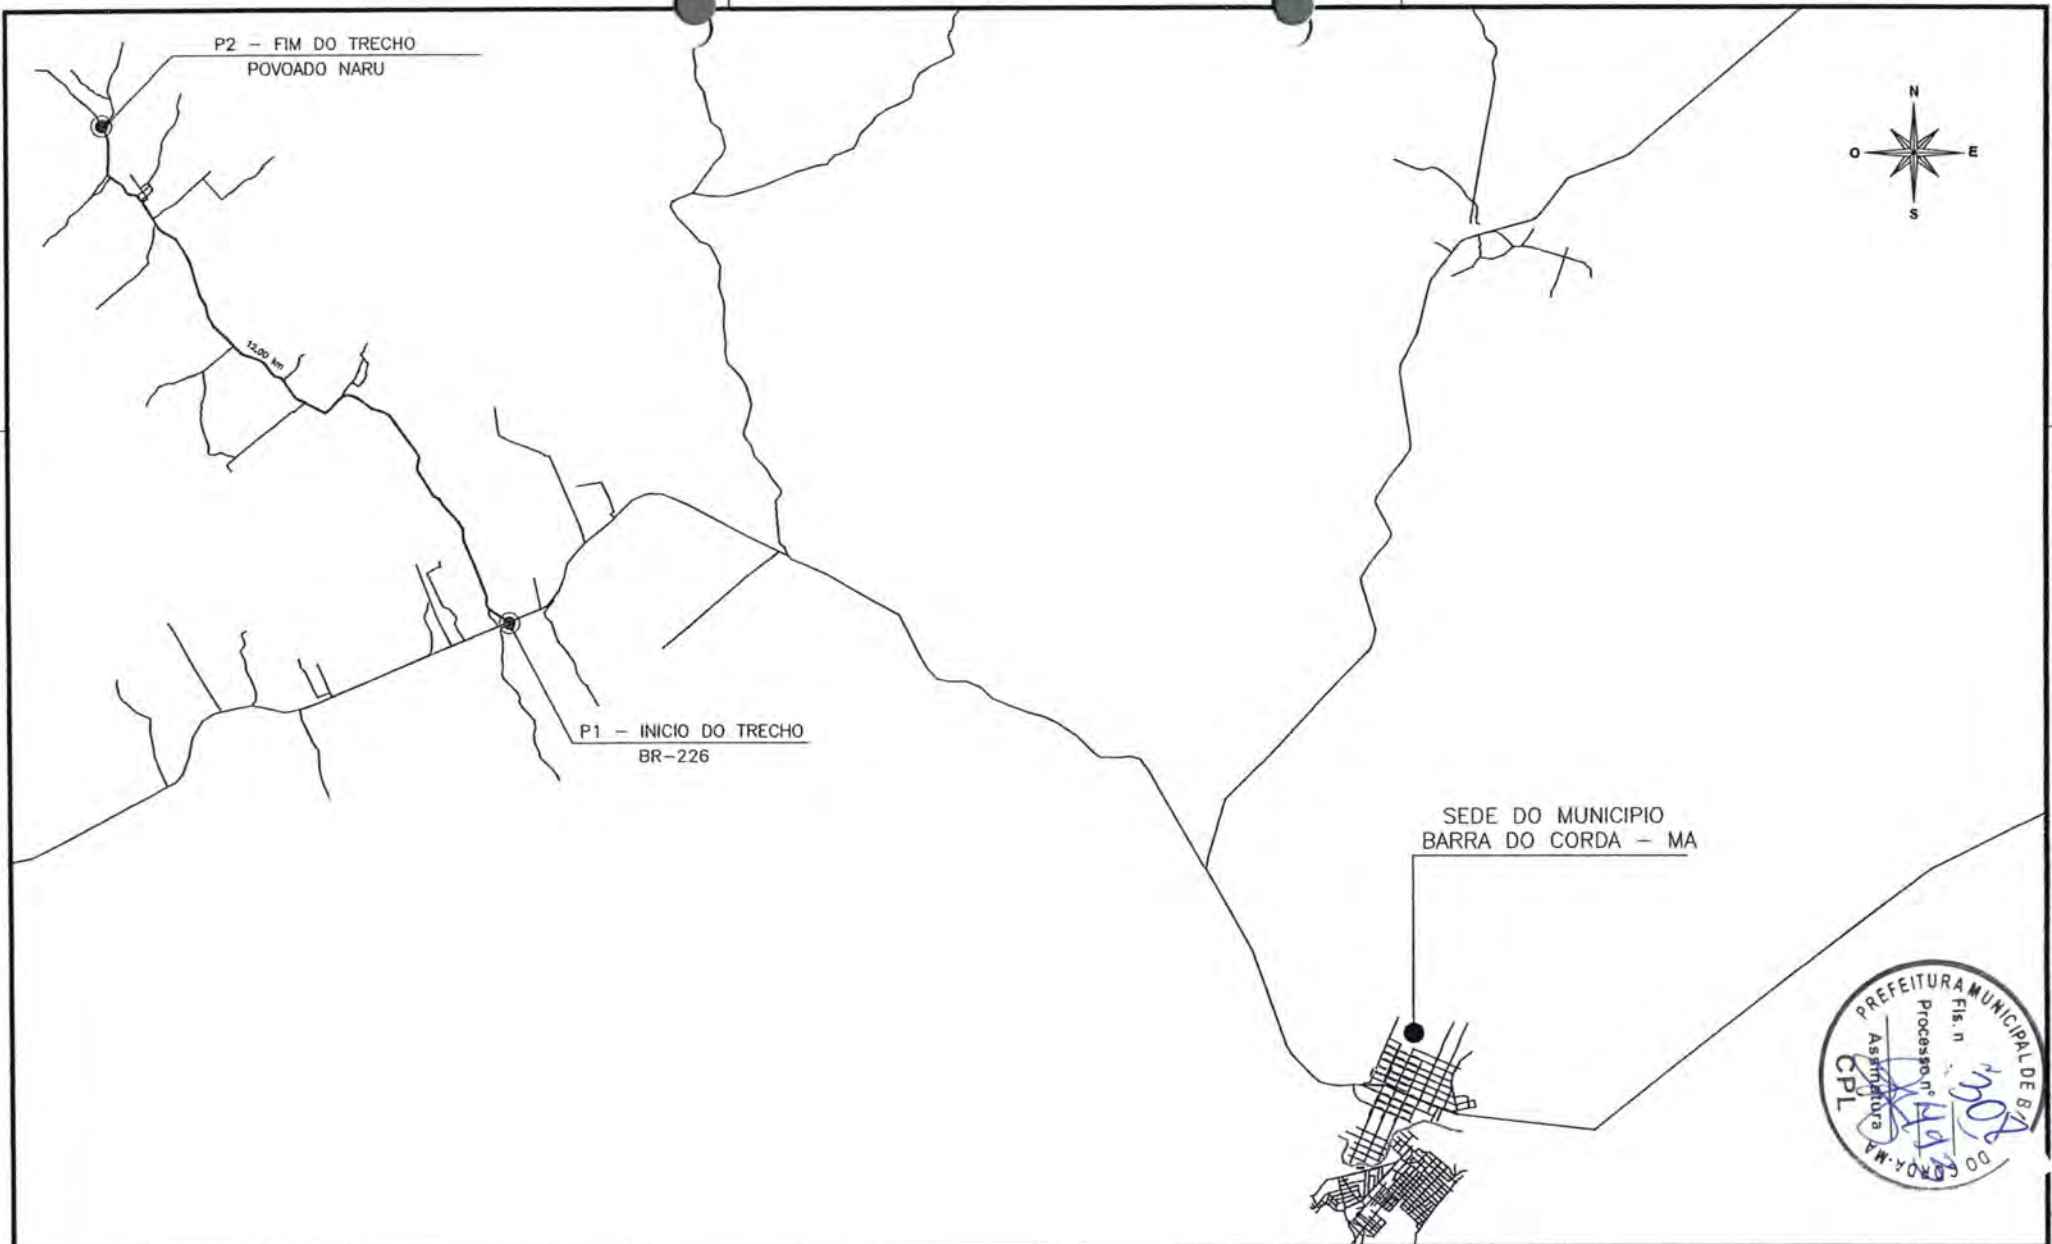 P2 – FIM DO TRECHO
POVOADO NARU
N
O
E
S
12,00 km
P1 – INICIO DO TRECHO
BR-226
SEDE DO MUNICIPIO
BARRA DO CORDA – MA
PREFEITURA MUNICIPAL DE BA
DO CORDA-MA
Fls. n
Processo nº
Assinatura
CPL